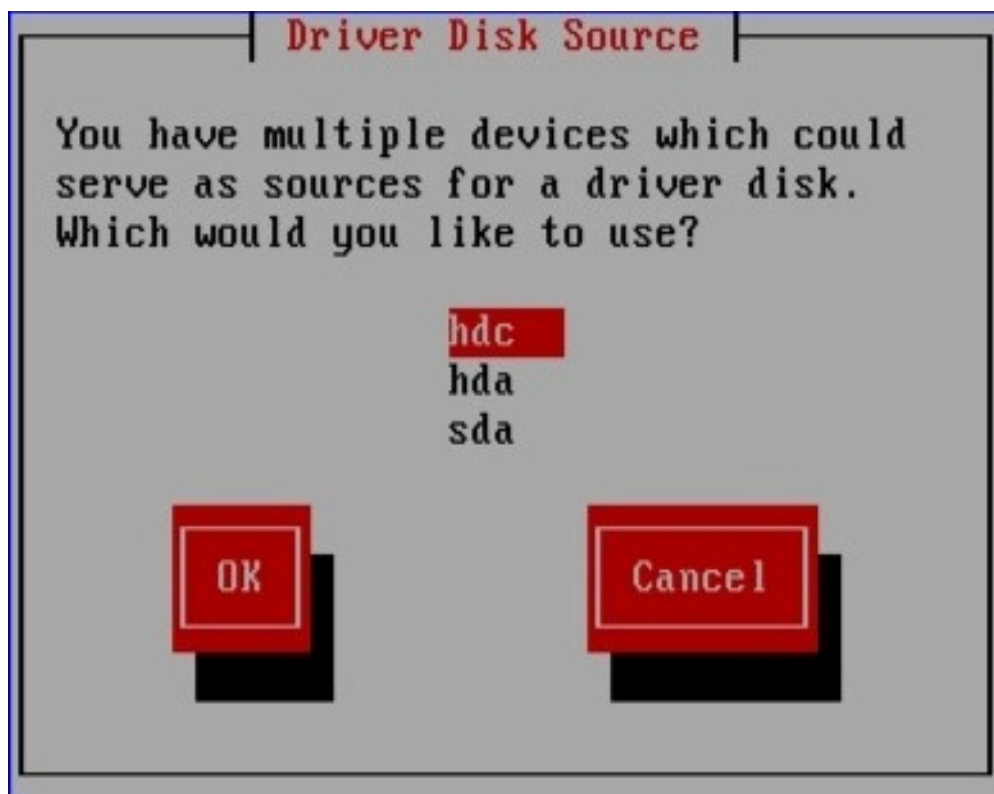 Driver Disk Source
You have multiple devices which could
serve as sources for a driver disk.
Which would you like to use?
hdc
hda
sda
OK
Cancel